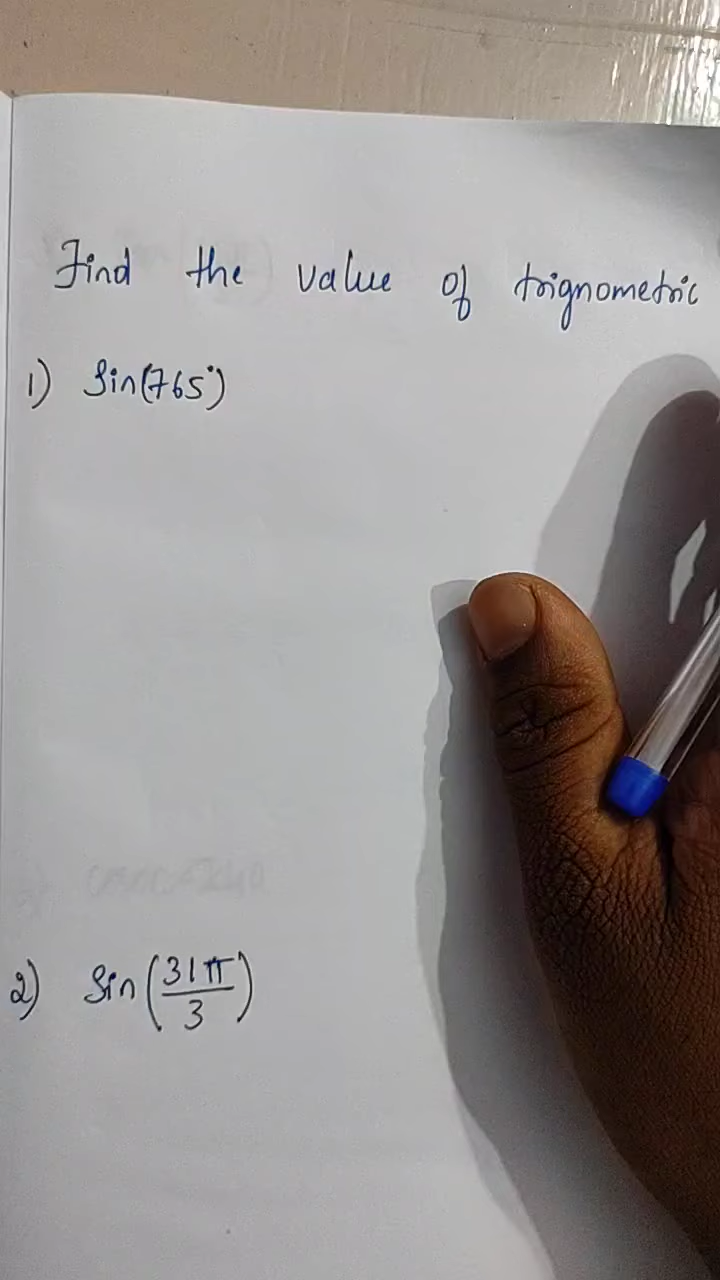 Find the value of trignometric
1) Sin(765°)
2) Sin(31π/3)